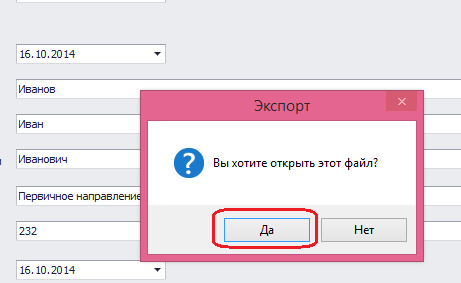 16.10.2014
Иванов
Экспорт
Иван
Вы хотите открыть этот файл?
Иванович
Первичное направление
Да
Нет
232
16.10.2014